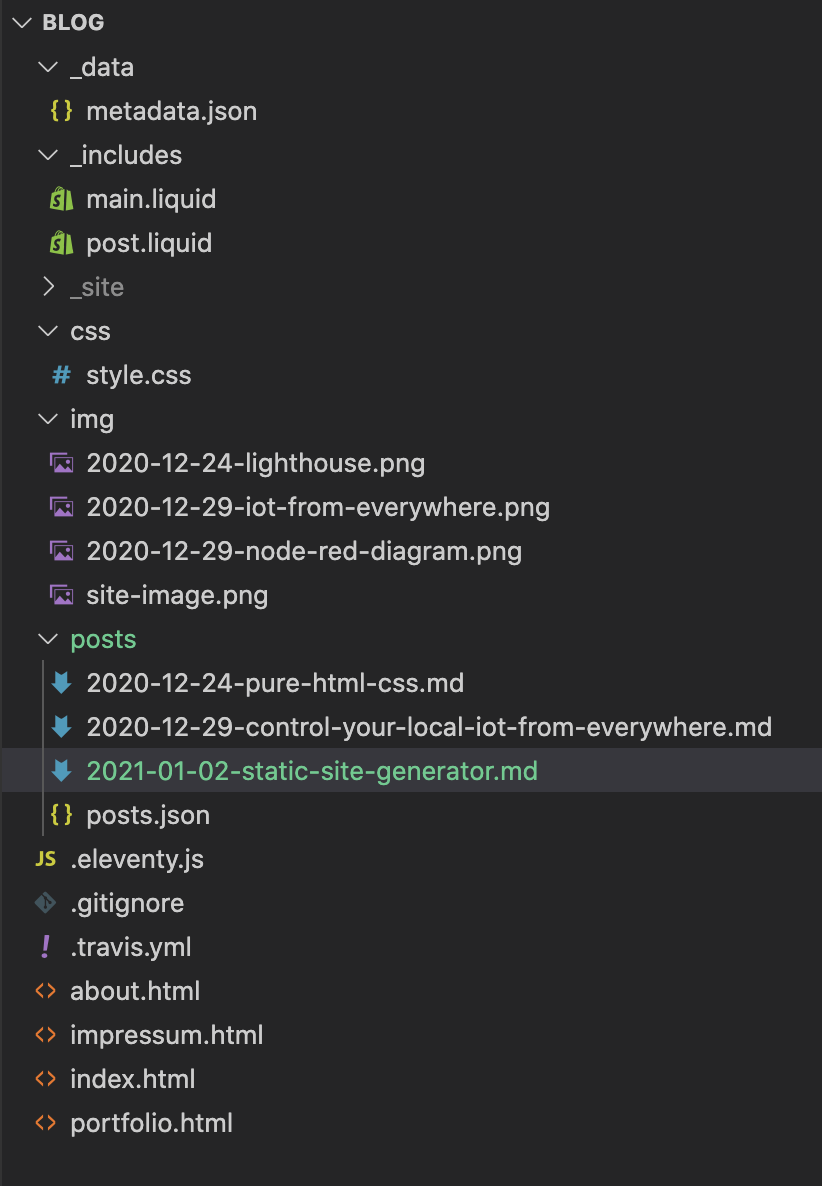 BLOG
_data
{} metadata.json
_includes
main.liquid
post.liquid
_site
css
# style.css
img
2020-12-24-lighthouse.png
2020-12-29-iot-from-everywhere.png
2020-12-29-node-red-diagram.png
site-image.png
posts
2020-12-24-pure-html-css.md
2020-12-29-control-your-local-iot-from-everywhere.md
2021-01-02-static-site-generator.md
{} posts.json
JS .eleventy.js
.gitignore
! .travis.yml
<> about.html
<> impressum.html
<> index.html
<> portfolio.html